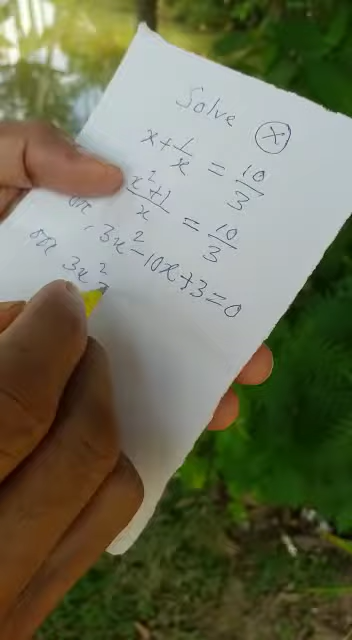 Solve (X)
x+1/x = 10/3
or x²+1/x = 10/3
or, 3x²-10x+3=0
or 3x²